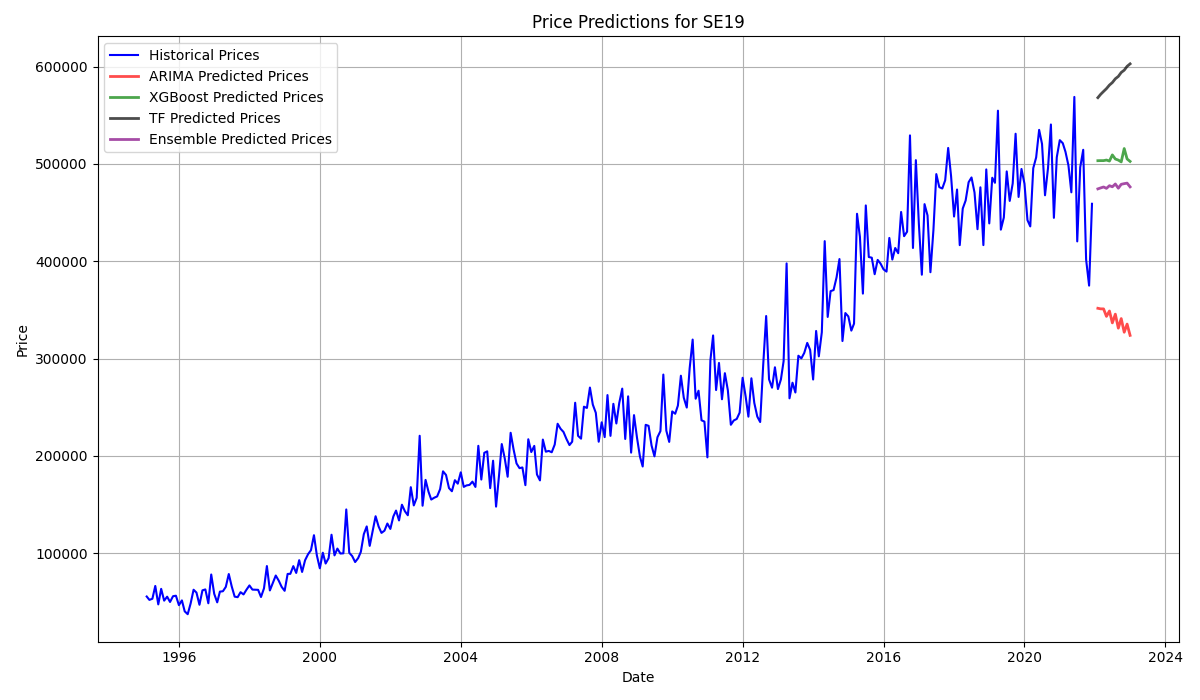 Price Predictions for SE19
Historical Prices
ARIMA Predicted Prices
XGBoost Predicted Prices
TF Predicted Prices
Ensemble Predicted Prices
600000
500000
400000
300000
200000
100000
Price
1996
2000
2004
2008
2012
2016
2020
2024
Date